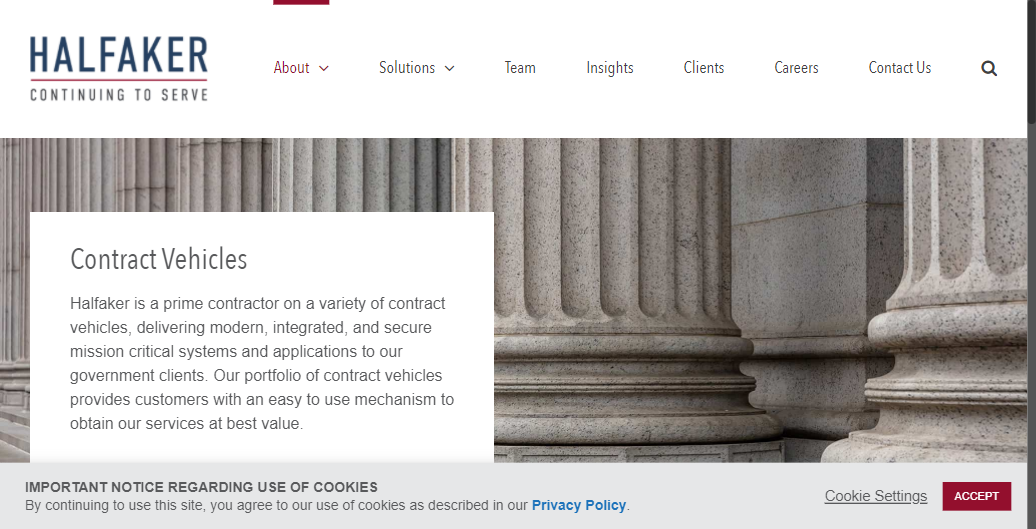 HALFAKER
CONTINUING TO SERVE
About
Solutions
Team
Insights
Clients
Careers
Contact Us
Contract Vehicles
Halfaker is a prime contractor on a variety of contract
vehicles, delivering modern, integrated, and secure
mission critical systems and applications to our
government clients. Our portfolio of contract vehicles
provides customers with an easy to use mechanism to
obtain our services at best value.
IMPORTANT NOTICE REGARDING USE OF COOKIES
By continuing to use this site, you agree to our use of cookies as described in our Privacy Policy.
Cookie Settings
ACCEPT